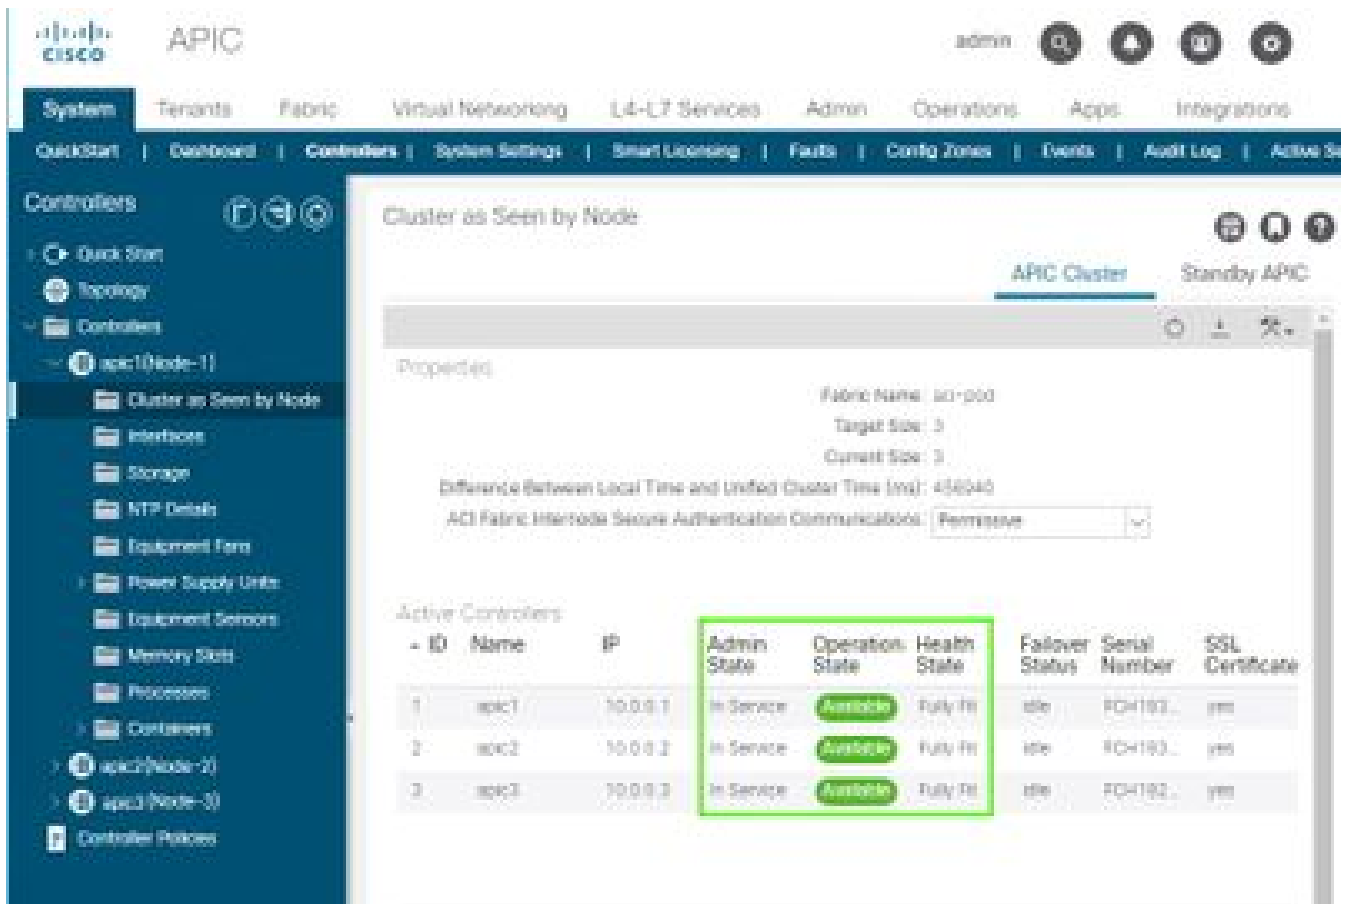 CISCO APIC admin
System Tenants Fabric Virtual Networking L4-L7 Services Admin Operations Apps Integrations
QuickStart | Dashboard | Controllers | System Settings | Smart Licensing | Faults | Config Zones | Events | Audit Log | Active Se
Controllers
Quick Start
Topology
Controllers
apic1(Node-1)
Cluster as Seen by Node
Interfaces
Storage
NTP Details
Equipment Fans
Power Supply Units
Equipment Sensors
Memory Slots
Processes
Containers
apic2(Node-2)
apic3(Node-3)
Controller Policies
Cluster as Seen by Node
APIC Cluster Standby APIC
Properties
Fabric Name: aci-pod
Target Size: 3
Current Size: 3
Difference Between Local Time and Unified Cluster Time (ms):
ACI Fabric Internode Secure Authentication Communications: Permissive
Active Controllers
ID Name IP Admin State Operation State Health State Failover Status Serial Number SSL Certificate
1 apic1 10.0.0.1 In Service Available Fully Fit idle yes
2 apic2 10.0.0.2 In Service Available Fully Fit idle yes
3 apic3 10.0.0.3 In Service Available Fully Fit idle yes